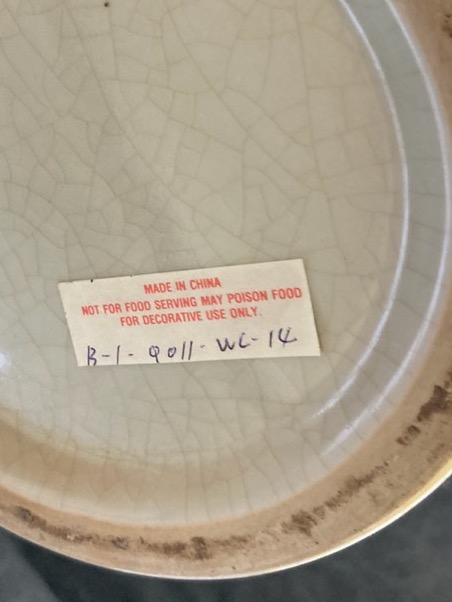 MADE IN CHINA
NOT FOR FOOD SERVING MAY POISON FOOD
FOR DECORATIVE USE ONLY.
B-1-9011-WC-14